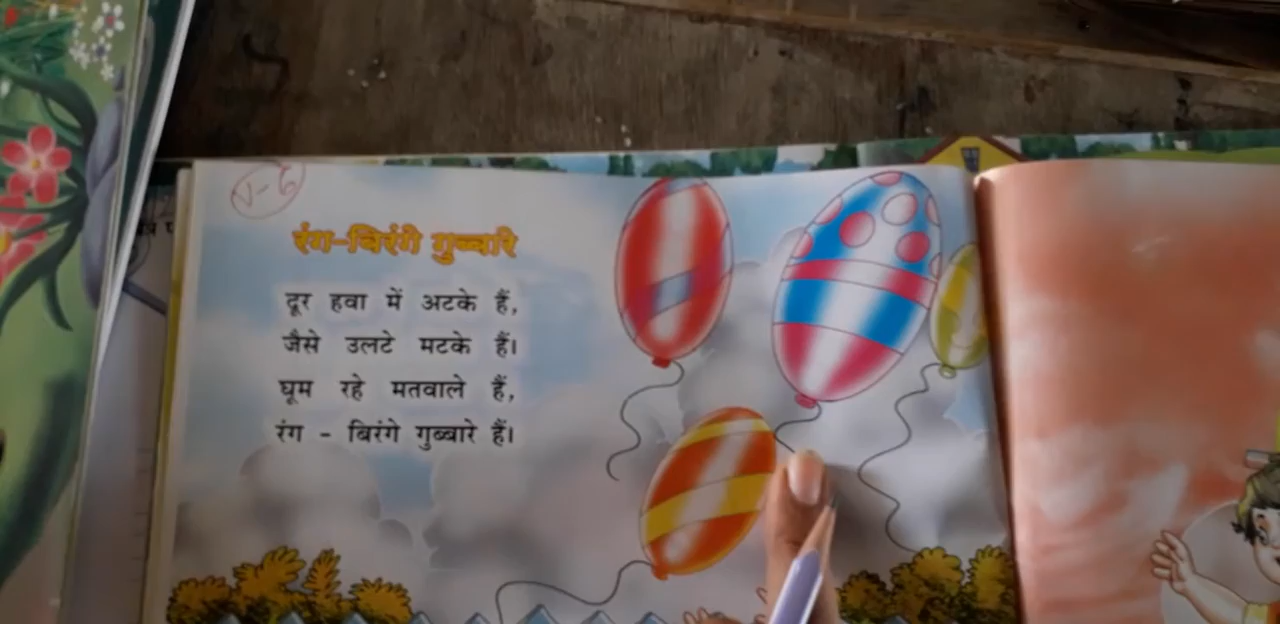 रंग-बिरंगे गुब्बारे
दूर हवा में अटके हैं,
जैसे उलटे मटके हैं।
घूम रहे मतवाले हैं,
रंग - बिरंगे गुब्बारे हैं।